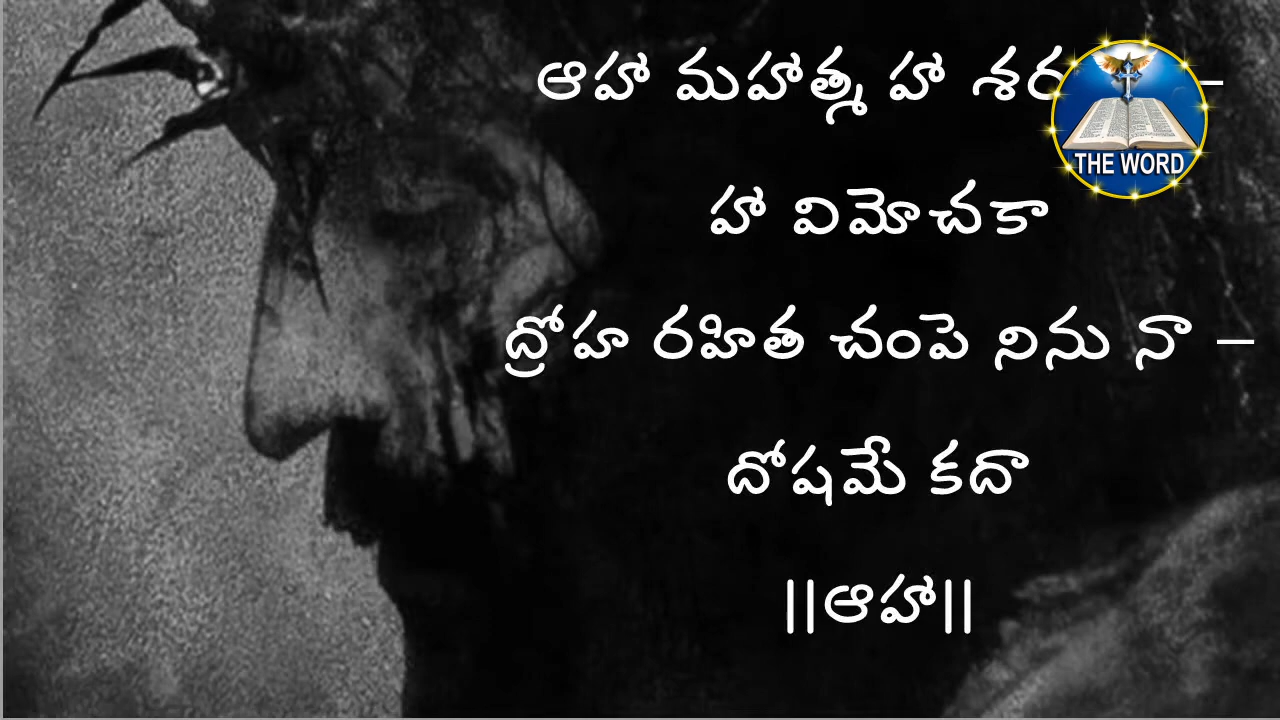 ఆహా మహాత్మ హా –
THE WORD
హా విమోచకా
ద్రోహ రహిత చంపె నిను నా –
దోషమే కదా
||ఆహా||